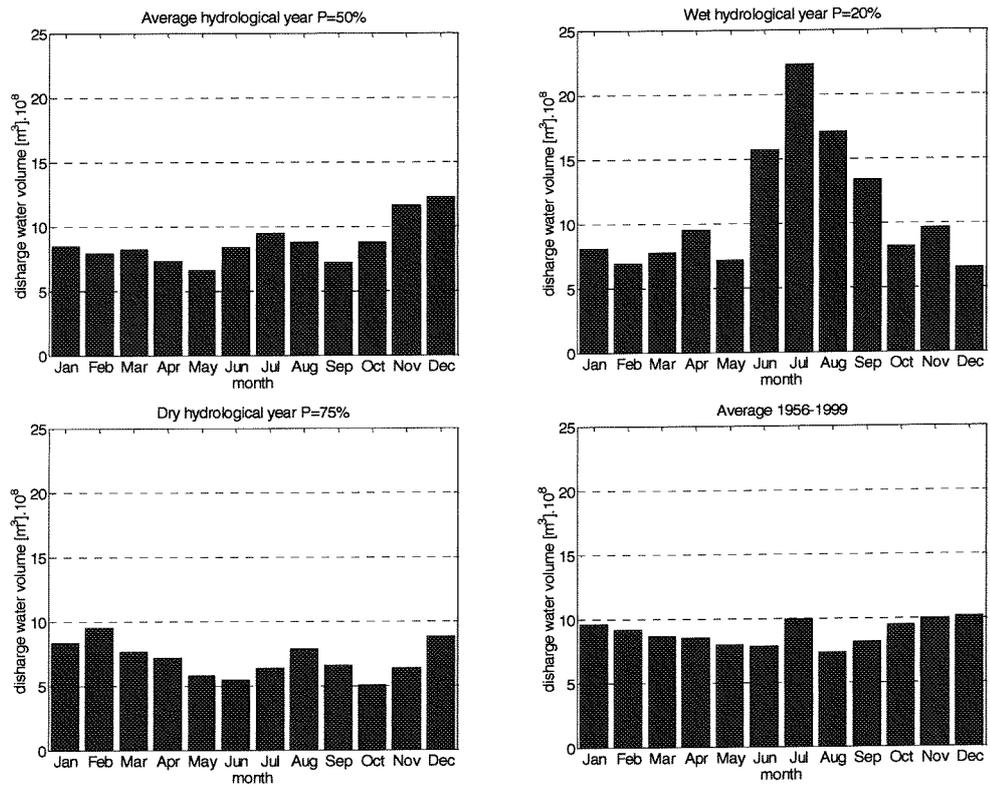 Average hydrological year P=50%
disharge water volume [m³].10⁸
25
20
15
10
5
0
Jan Feb Mar Apr May Jun Jul Aug Sep Oct Nov Dec
month
Wet hydrological year P=20%
disharge water volume [m³].10⁸
25
20
15
10
5
0
Jan Feb Mar Apr May Jun Jul Aug Sep Oct Nov Dec
month
Dry hydrological year P=75%
disharge water volume [m³].10⁸
25
20
15
10
5
0
Jan Feb Mar Apr May Jun Jul Aug Sep Oct Nov Dec
month
Average 1956-1999
disharge water volume [m³].10⁸
25
20
15
10
5
0
Jan Feb Mar Apr May Jun Jul Aug Sep Oct Nov Dec
month